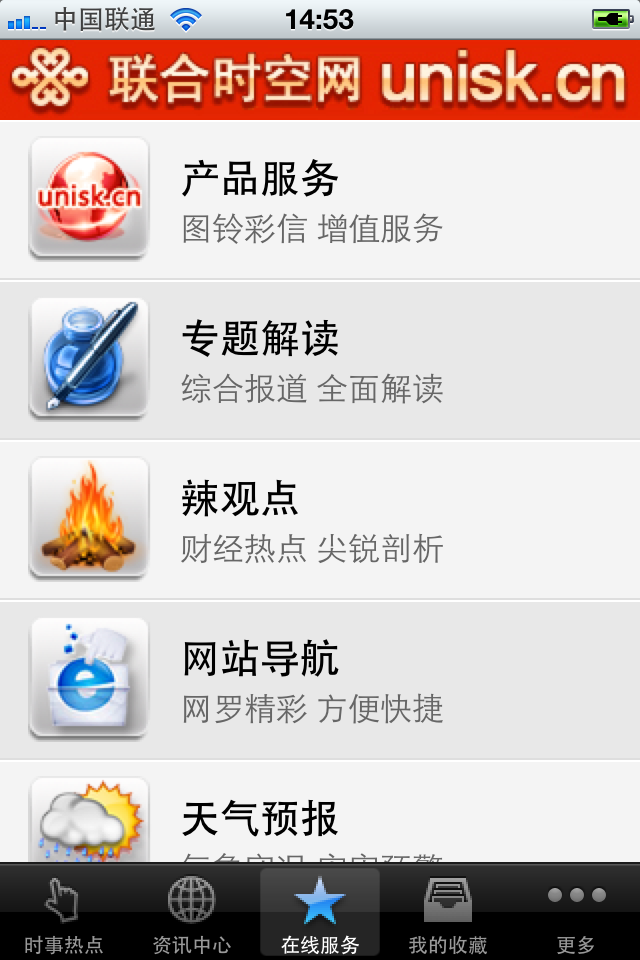 中国联通 14:53
联合时空网 unisk.cn
unisk.cn
产品服务
图铃彩信 增值服务
专题解读
综合报道 全面解读
辣观点
财经热点 尖锐剖析
网站导航
网罗精彩 方便快捷
天气预报
时事热点 资讯中心 在线服务 我的收藏 更多